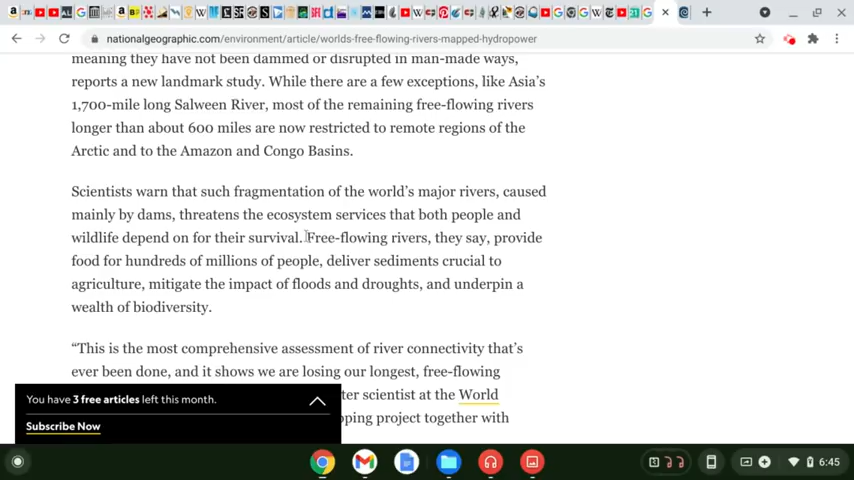 nationalgeographic.com/environment/article/worlds-free-flowing-rivers-mapped-hydropower
meaning they have not been dammed or disrupted in man-made ways,
reports a new landmark study. While there are a few exceptions, like Asia's
1,700-mile long Salween River, most of the remaining free-flowing rivers
longer than about 600 miles are now restricted to remote regions of the
Arctic and to the Amazon and Congo Basins.
Scientists warn that such fragmentation of the world's major rivers, caused
mainly by dams, threatens the ecosystem services that both people and
wildlife depend on for their survival. Free-flowing rivers, they say, provide
food for hundreds of millions of people, deliver sediments crucial to
agriculture, mitigate the impact of floods and droughts, and underpin a
wealth of biodiversity.
“This is the most comprehensive assessment of river connectivity that's
ever been done, and it shows we are losing our longest, free-flowing
ter scientist at the World
pping project together with
You have 3 free articles left this month.
Subscribe Now
6:45